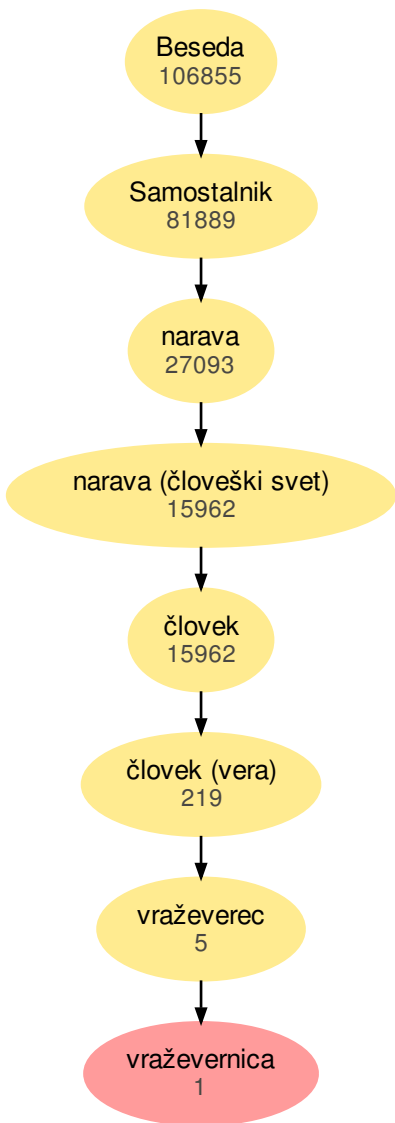 Beseda
106855
Samostalnik
81889
narava
27093
narava (človeški svet)
15962
človek
15962
človek (vera)
219
vraževerec
5
vraževernica
1